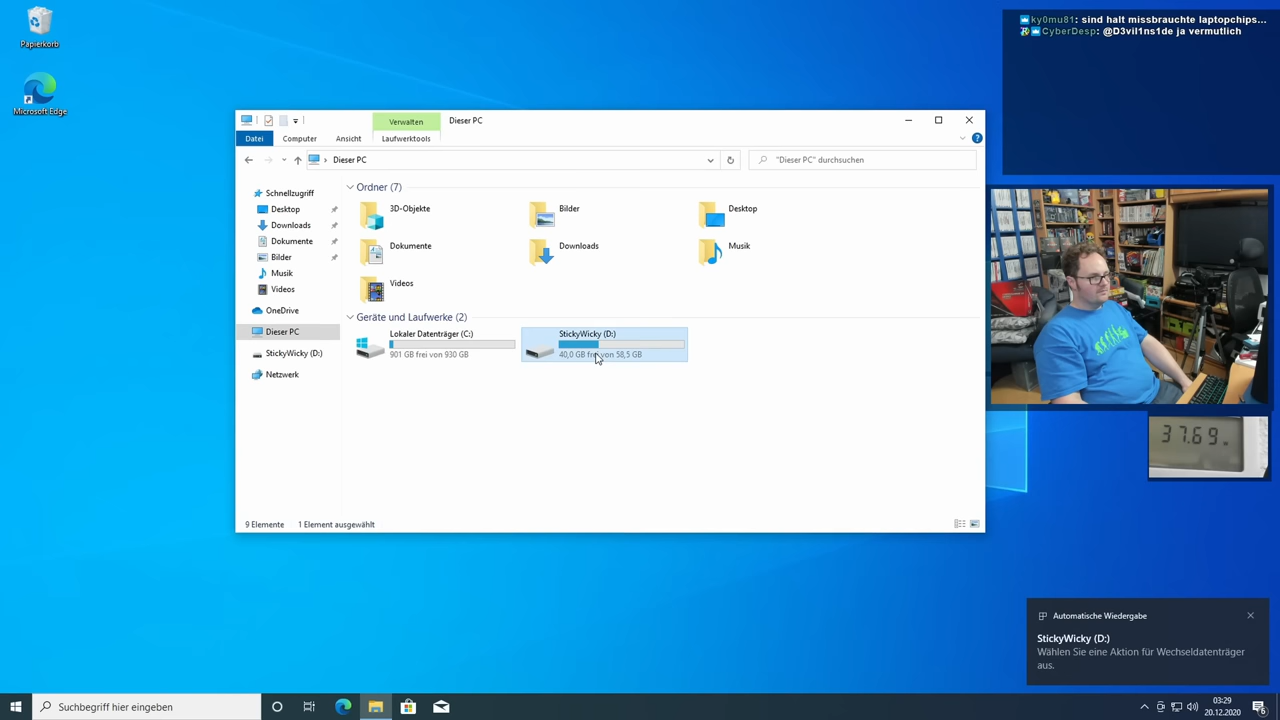 Papierkorb
Microsoft Edge
Verwalten
Dieser PC
Datei
Computer
Ansicht
Laufwerktools
Dieser PC
"Dieser PC" durchsuchen
Schnellzugriff
Desktop
Downloads
Dokumente
Bilder
Musik
Videos
OneDrive
Dieser PC
StickyWicky (D:)
Netzwerk
Ordner (7)
3D-Objekte
Bilder
Desktop
Dokumente
Downloads
Musik
Videos
Geräte und Laufwerke (2)
Lokaler Datenträger (C:)
901 GB frei von 930 GB
StickyWicky (D:)
40,0 GB frei von 58,5 GB
9 Elemente
1 Element ausgewählt
ky0mu81: sind halt missbrauchte laptopchips...
CyberDesp: @D3vil1ns1de ja vermutlich
37.69
Automatische Wiedergabe
StickyWicky (D:)
Wählen Sie eine Aktion für Wechseldatenträger
aus.
Suchbegriff hier eingeben
03:29
20.12.2020
6